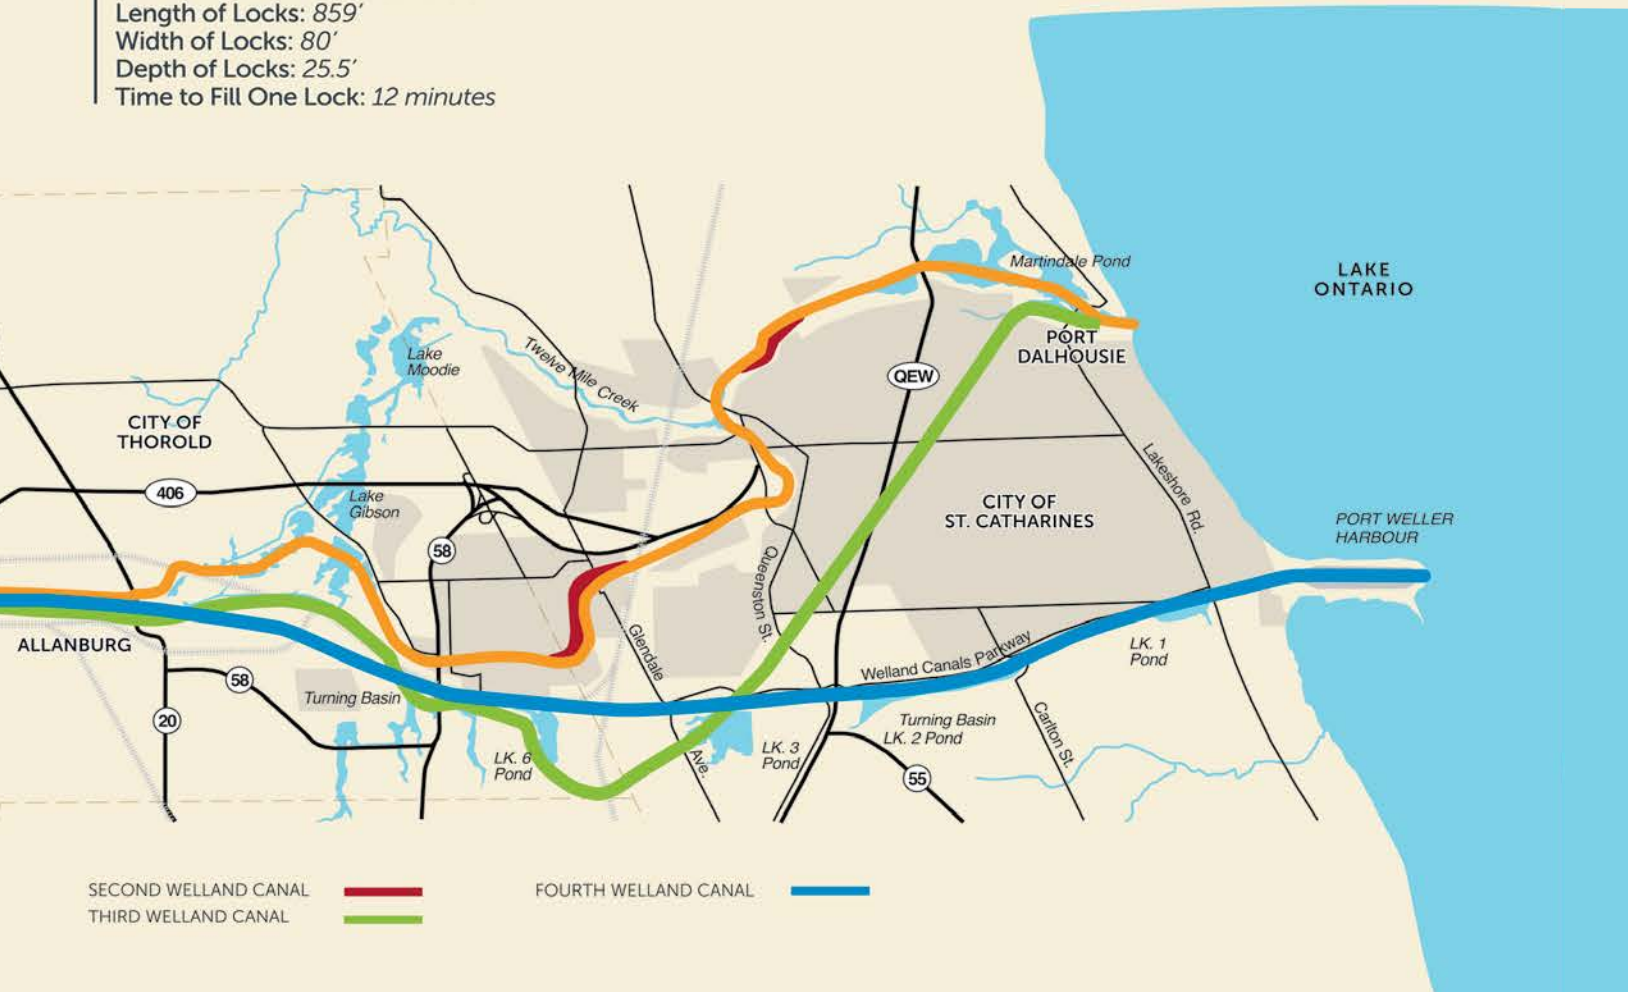 Length of Locks: 859′
Width of Locks: 80′
Depth of Locks: 25.5′
Time to Fill One Lock: 12 minutes
Martindale Pond
LAKE
ONTARIO
PORT
DALHOUSIE
Lake
Moodie
Twelve Mile Creek
QEW
CITY OF
THOROLD
406
Lake
Gibson
CITY OF
ST. CATHARINES
Lakeshore Rd.
PORT WELLER
HARBOUR
58
Queenston St.
ALLANBURG
Glendale
Ave.
Welland Canals Parkway
LK. 1
Pond
58
Turning Basin
20
LK. 6
Pond
LK. 3
Pond
Turning Basin
LK. 2 Pond
Carlton St.
55
SECOND WELLAND CANAL
THIRD WELLAND CANAL
FOURTH WELLAND CANAL